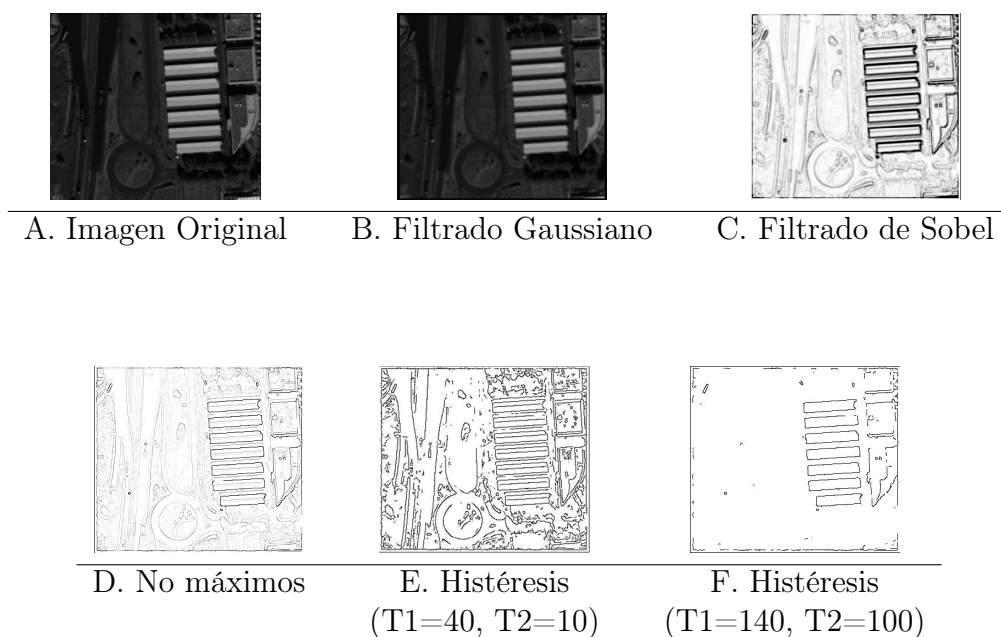 A. Imagen Original
B. Filtrado Gaussiano
C. Filtrado de Sobel
D. No máximos
E. Histéresis
(T1=40, T2=10)
F. Histéresis
(T1=140, T2=100)